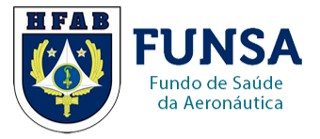 HFAB
FUNSA
Fundo de Saúde
da Aeronáutica